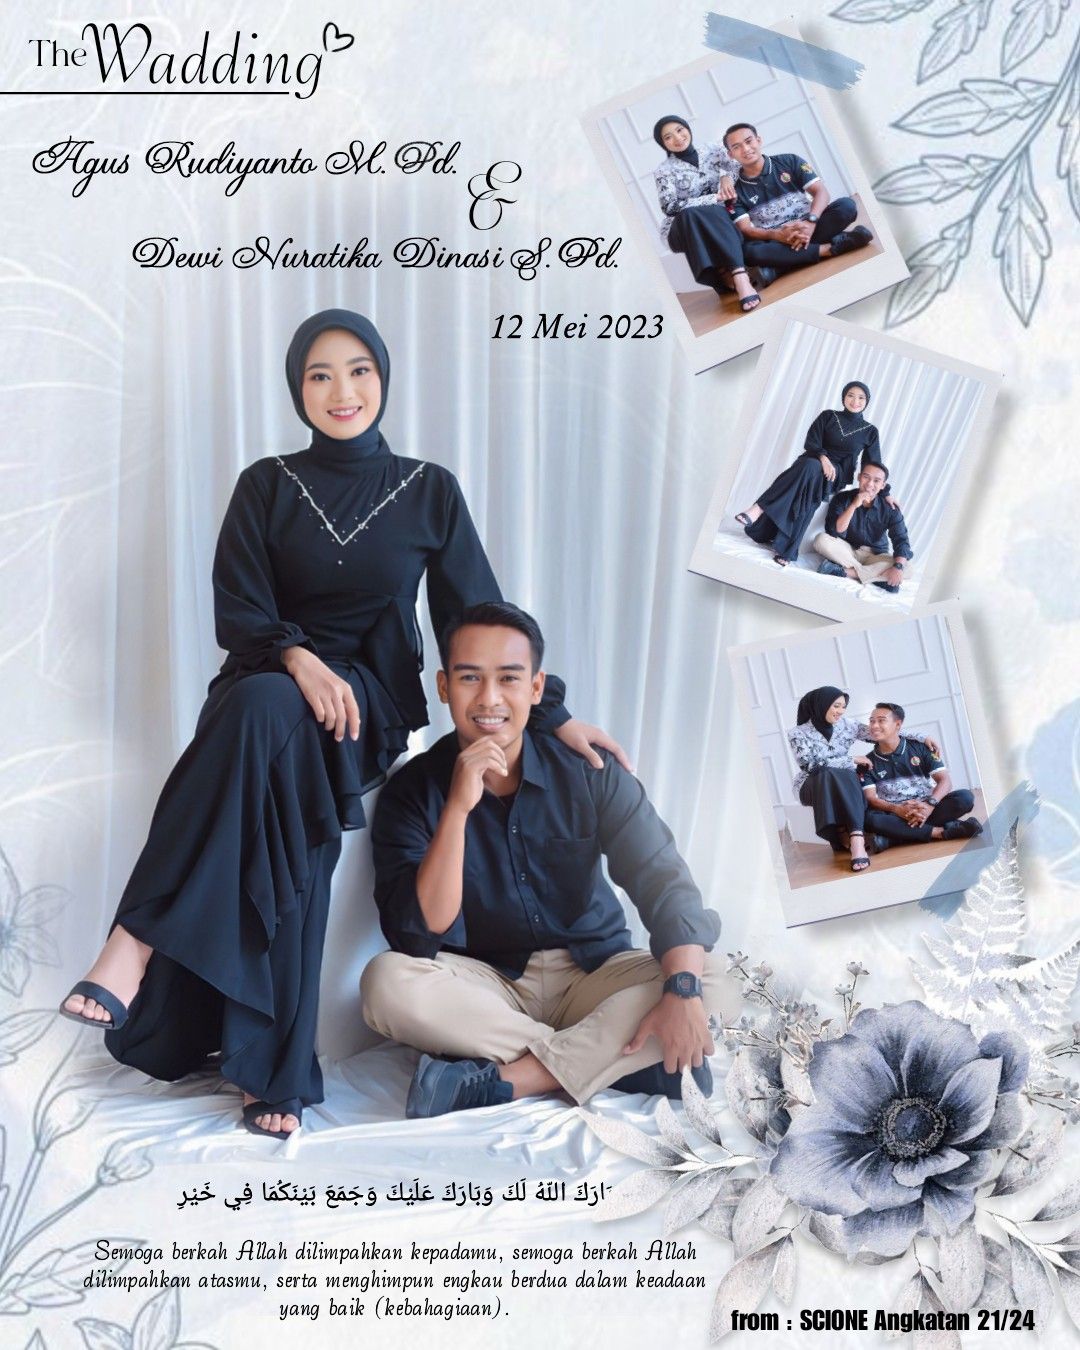 The Wadding
Agus Rudiyanto M. Pd.
&
Dewi Nuratika Dinasi S. Pd.
12 Mei 2023
بَارَكَ اللَّهُ لَكَ وَبَارَكَ عَلَيْكَ وَجَمَعَ بَيْنَكُمَا فِي خَيْرٍ
Semoga berkah Allah dilimpahkan kepadamu, semoga berkah Allah
dilimpahkan atasmu, serta menghimpun engkau berdua dalam keadaan
yang baik (kebahagiaan).
from : SCIONE Angkatan 21/24